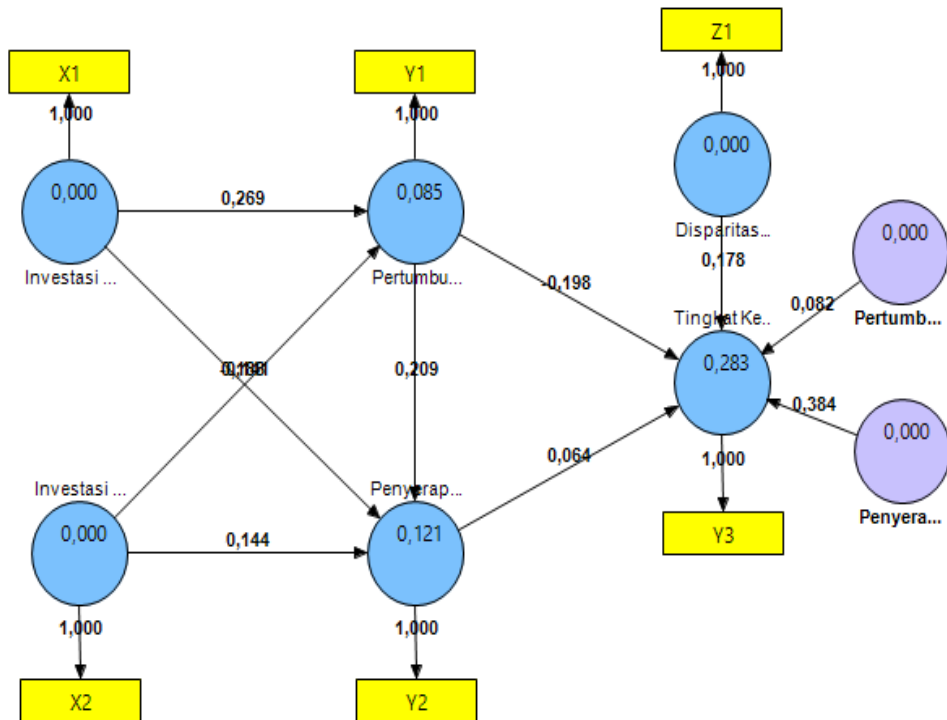 Z1
X1
Y1
1,000
1,000
1,000
0,000
0,000
0,085
0,269
0,000
Disparitas...
Investasi ...
Pertumbu...
0,178
-0,198
0,082
Tingkat Ke..
Pertumb...
0,209
0,283
0,384
0,000
1,000
0,064
Investasi ...
Penyerap...
Penyera...
0,000
0,144
0,121
Y3
1,000
1,000
X2
Y2